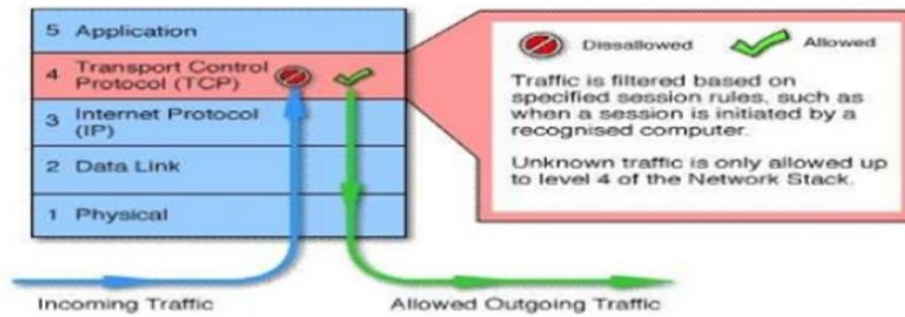 5 Application
4 Transport Control
Protocol (TCP)
3 Internet Protocol
(IP)
2 Data Link
1 Physical
Incoming Traffic
Allowed Outgoing Traffic
Dissallowed
Allowed
Traffic is filtered based on
specified session rules, such as
when a session is initiated by a
recognised computer.
Unknown traffic is only allowed up
to level 4 of the Network Stack.